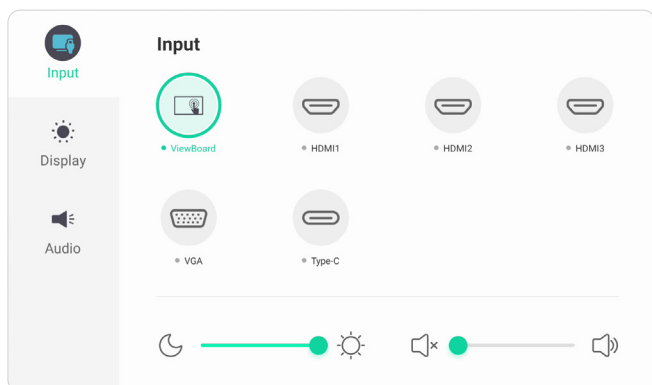 Input
Display
Audio
Input
ViewBoard
HDMI1
HDMI2
HDMI3
VGA
Type-C